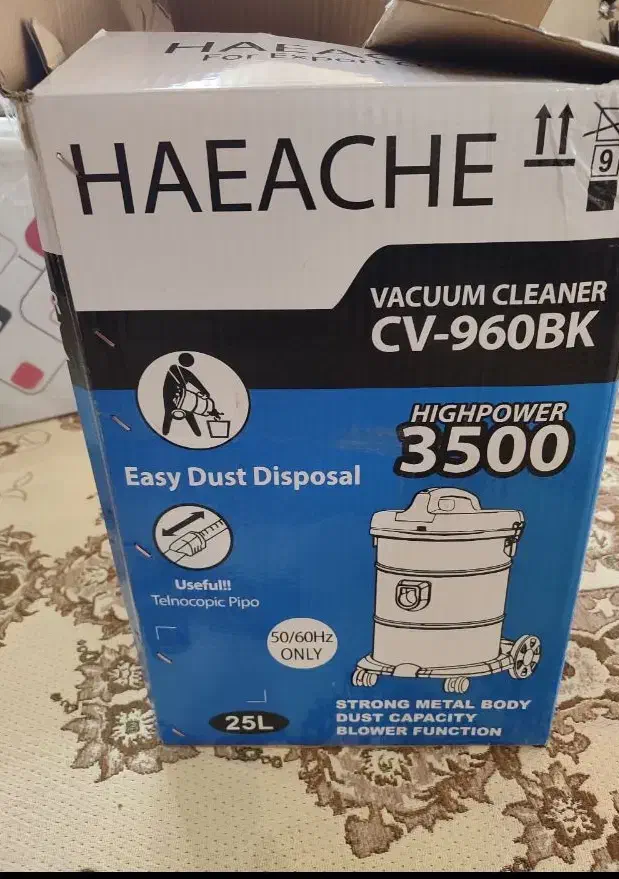 HAEACHE
9
VACUUM CLEANER
CV-960BK
HIGHPOWER
3500
Easy Dust Disposal
Useful!!
Telnocopic Pipo
50/60Hz
ONLY
25L
STRONG METAL BODY
DUST CAPACITY
BLOWER FUNCTION